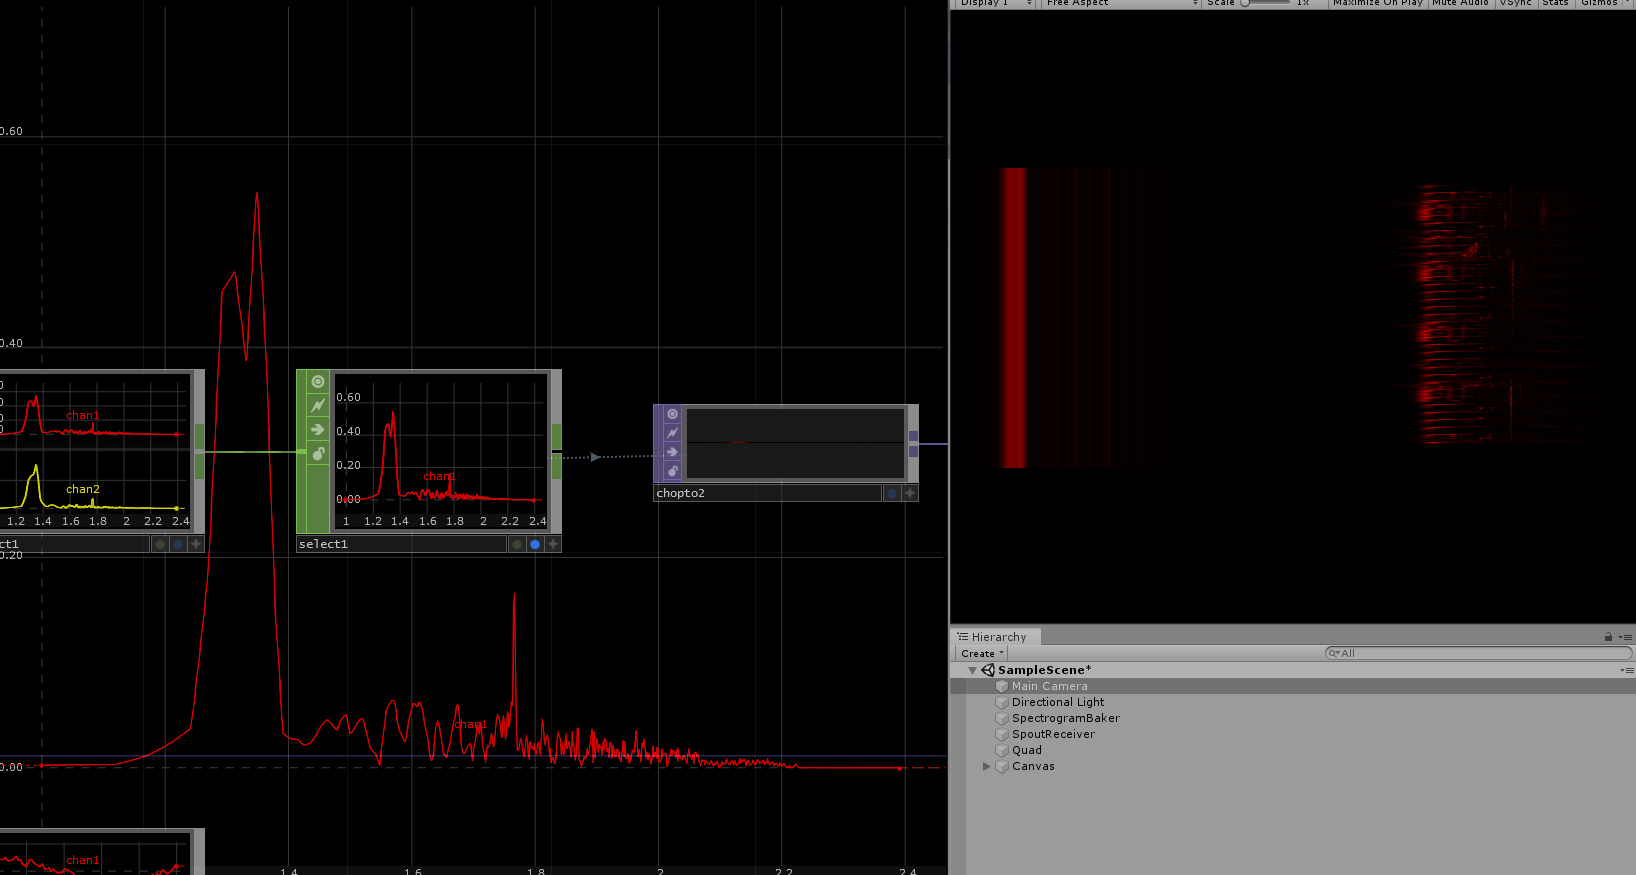 Display 1 Free Aspect Scale 1x Maximize On Play Mute Audio VSync Stats Gizmos
0.60
0.40
0.20
0.00
chan1
1.4 1.6 1.8 2 2.2 2.4
chan1
chan2
1.2 1.4 1.6 1.8 2 2.2 2.4
ct1
0.60
0.40
0.20
0.00
chan1
1 1.2 1.4 1.6 1.8 2 2.2 2.4
select1
chopto2
chan1
Hierarchy
Create All
SampleScene*
Main Camera
Directional Light
SpectrogramBaker
SpoutReceiver
Quad
Canvas